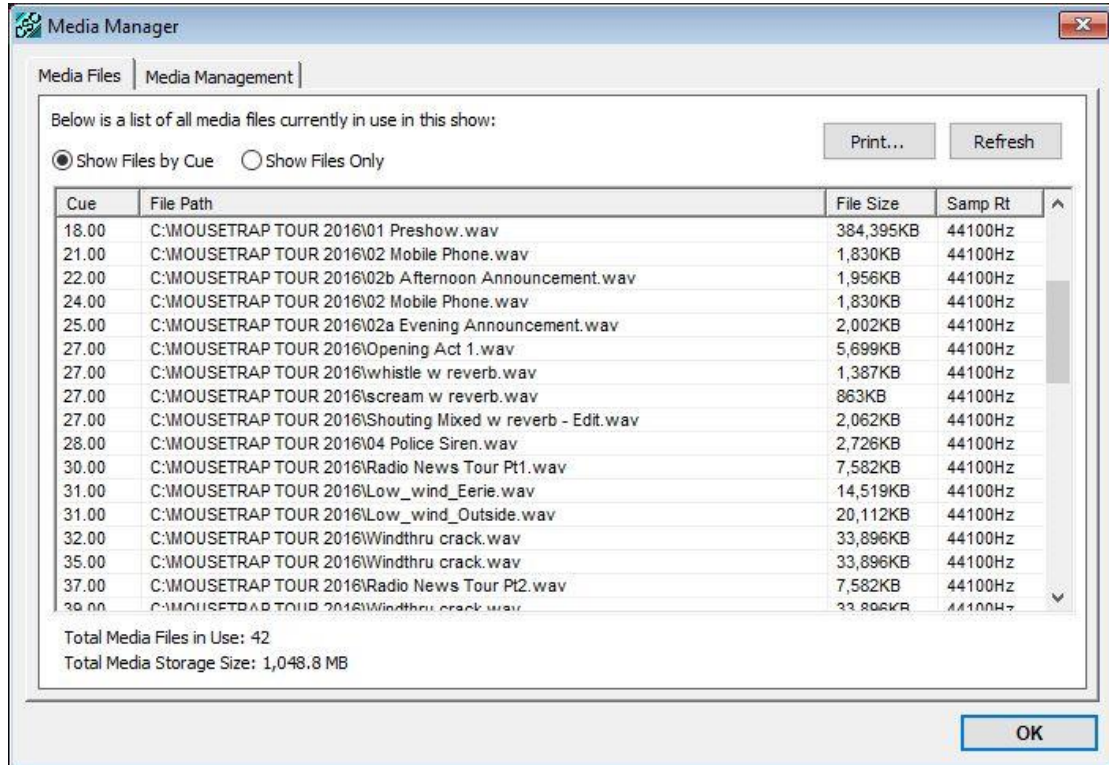 Media Manager
Media Files Media Management
Below is a list of all media files currently in use in this show:
Print... Refresh
Show Files by Cue Show Files Only
Cue File Path File Size Samp Rt
18.00 C:\MOUSETRAP TOUR 2016\01 Preshow.wav 384,395KB 44100Hz
21.00 C:\MOUSETRAP TOUR 2016\02 Mobile Phone.wav 1,830KB 44100Hz
22.00 C:\MOUSETRAP TOUR 2016\02b Afternoon Announcement.wav 1,956KB 44100Hz
24.00 C:\MOUSETRAP TOUR 2016\02 Mobile Phone.wav 1,830KB 44100Hz
25.00 C:\MOUSETRAP TOUR 2016\02a Evening Announcement.wav 2,002KB 44100Hz
27.00 C:\MOUSETRAP TOUR 2016\Opening Act 1.wav 5,699KB 44100Hz
27.00 C:\MOUSETRAP TOUR 2016\whistle w reverb.wav 1,387KB 44100Hz
27.00 C:\MOUSETRAP TOUR 2016\scream w reverb.wav 863KB 44100Hz
27.00 C:\MOUSETRAP TOUR 2016\Shouting Mixed w reverb - Edit.wav 2,062KB 44100Hz
28.00 C:\MOUSETRAP TOUR 2016\04 Police Siren.wav 2,726KB 44100Hz
30.00 C:\MOUSETRAP TOUR 2016\Radio News Tour Pt1.wav 7,582KB 44100Hz
31.00 C:\MOUSETRAP TOUR 2016\Low_wind_Eerie.wav 14,519KB 44100Hz
31.00 C:\MOUSETRAP TOUR 2016\Low_wind_Outside.wav 20,112KB 44100Hz
32.00 C:\MOUSETRAP TOUR 2016\Windthru crack.wav 33,896KB 44100Hz
35.00 C:\MOUSETRAP TOUR 2016\Windthru crack.wav 33,896KB 44100Hz
37.00 C:\MOUSETRAP TOUR 2016\Radio News Tour Pt2.wav 7,582KB 44100Hz
39.00 C:\MOUSETRAP TOUR 2016\Windthru crack.wav 33,896KB 44100Hz
Total Media Files in Use: 42
Total Media Storage Size: 1,048.8 MB
OK